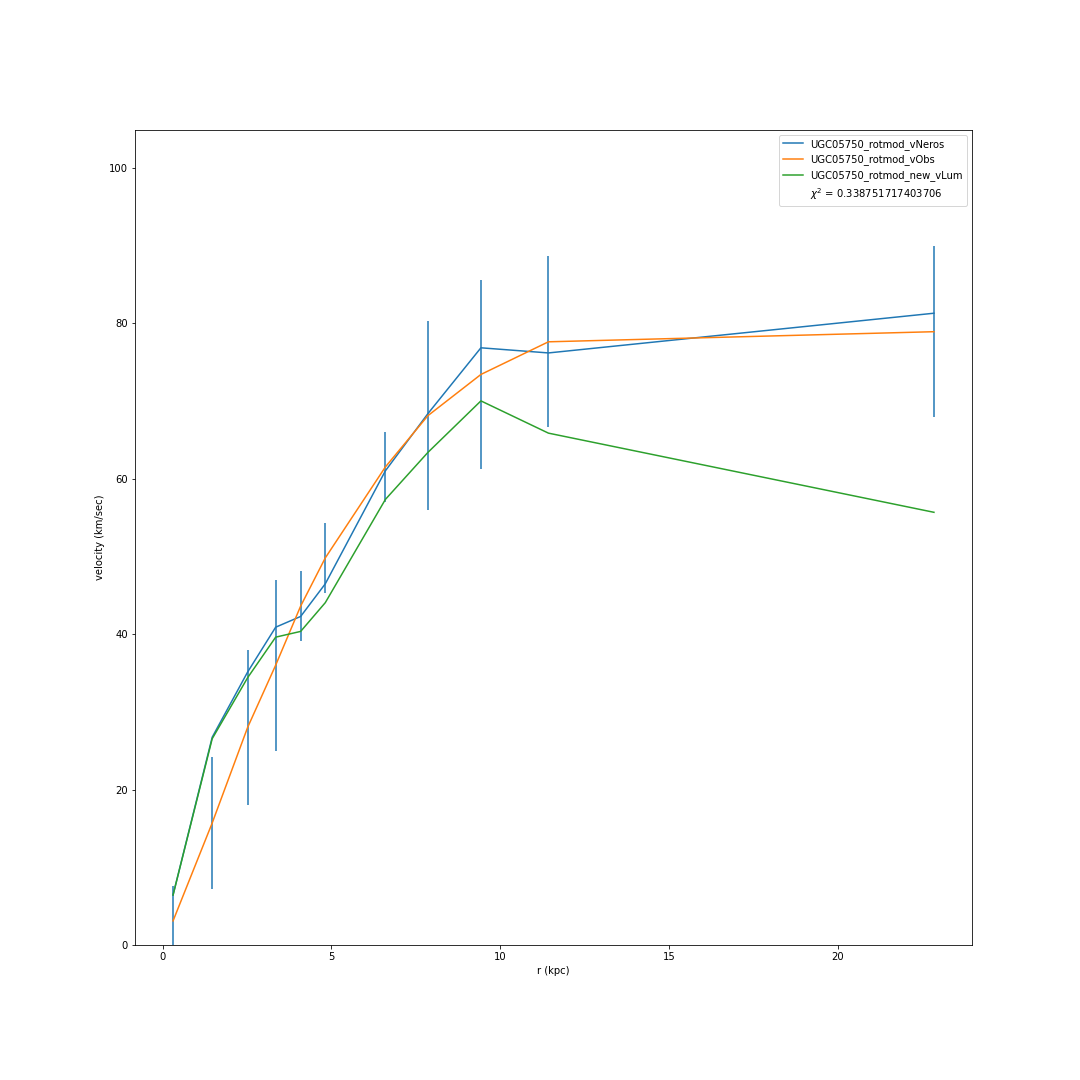 UGC05750_rotmod_vNeros
UGC05750_rotmod_vObs
UGC05750_rotmod_new_vLum
χ² = 0.338751717403706
100
80
60
40
20
0
velocity (km/sec)
0 5 10 15 20
r (kpc)